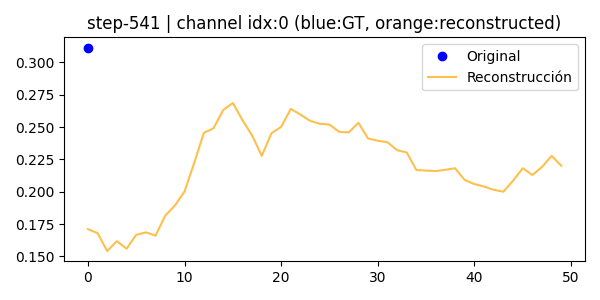 step-541 | channel idx:0 (blue:GT, orange:reconstructed)
Original
Reconstrucción
0.300
0.275
0.250
0.225
0.200
0.175
0.150
0 10 20 30 40 50